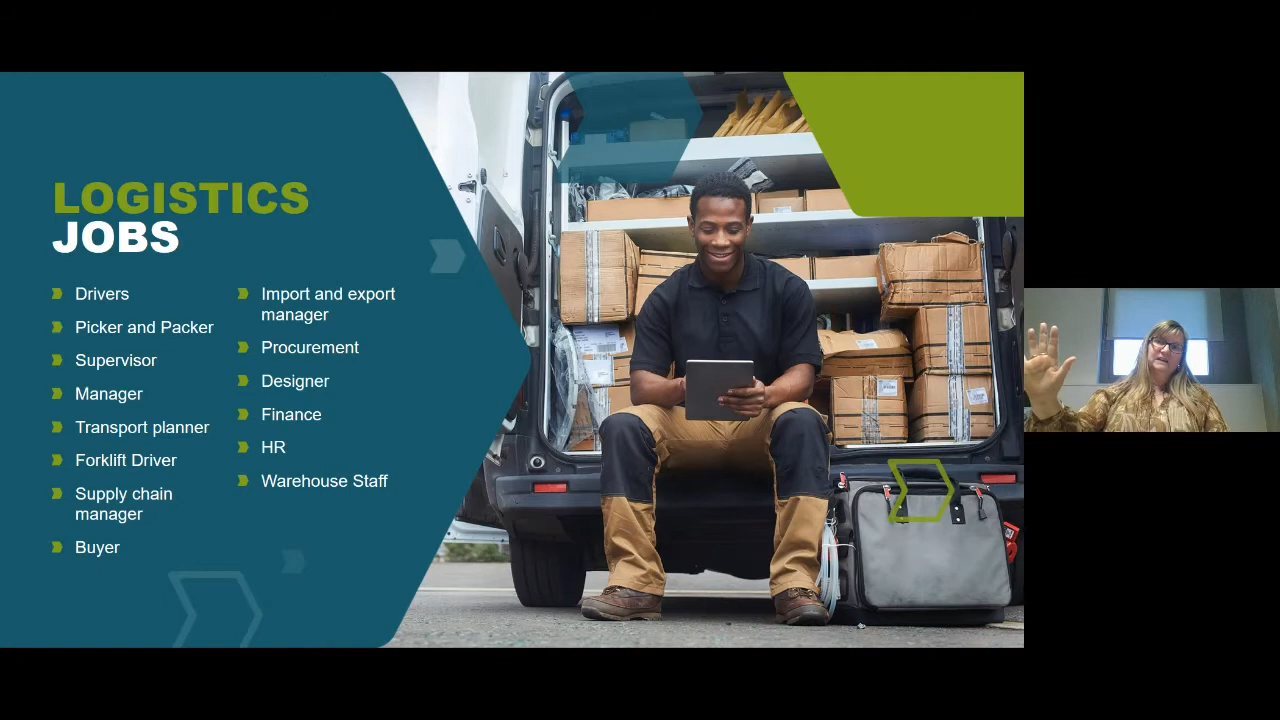 LOGISTICS
JOBS
Drivers
Picker and Packer
Supervisor
Manager
Transport planner
Forklift Driver
Supply chain
manager
Buyer
Import and export
manager
Procurement
Designer
Finance
HR
Warehouse Staff